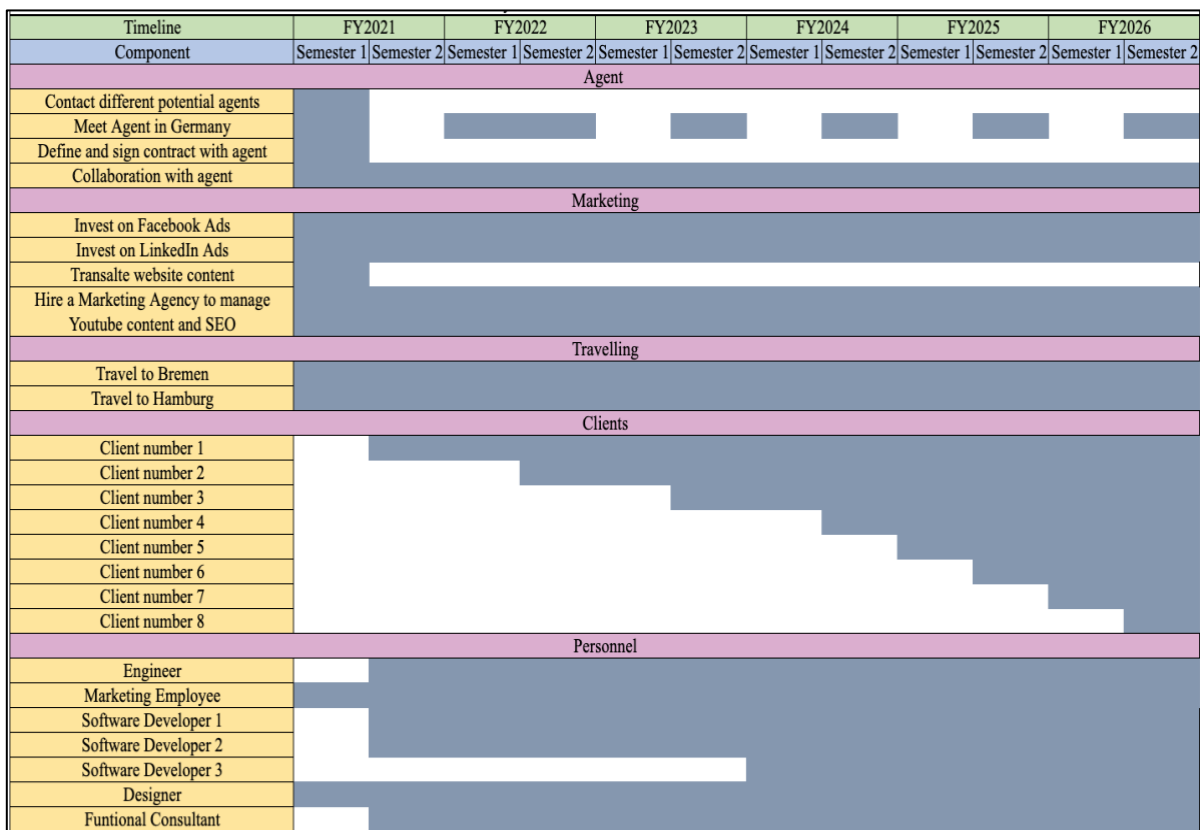 Timeline FY2021 FY2022 FY2023 FY2024 FY2025 FY2026
Component Semester 1 Semester 2 Semester 1 Semester 2 Semester 1 Semester 2 Semester 1 Semester 2 Semester 1 Semester 2 Semester 1 Semester 2
Agent
Contact different potential agents
Meet Agent in Germany
Define and sign contract with agent
Collaboration with agent
Marketing
Invest on Facebook Ads
Invest on LinkedIn Ads
Transalte website content
Hire a Marketing Agency to manage
Youtube content and SEO
Travelling
Travel to Bremen
Travel to Hamburg
Clients
Client number 1
Client number 2
Client number 3
Client number 4
Client number 5
Client number 6
Client number 7
Client number 8
Personnel
Engineer
Marketing Employee
Software Developer 1
Software Developer 2
Software Developer 3
Designer
Funtional Consultant